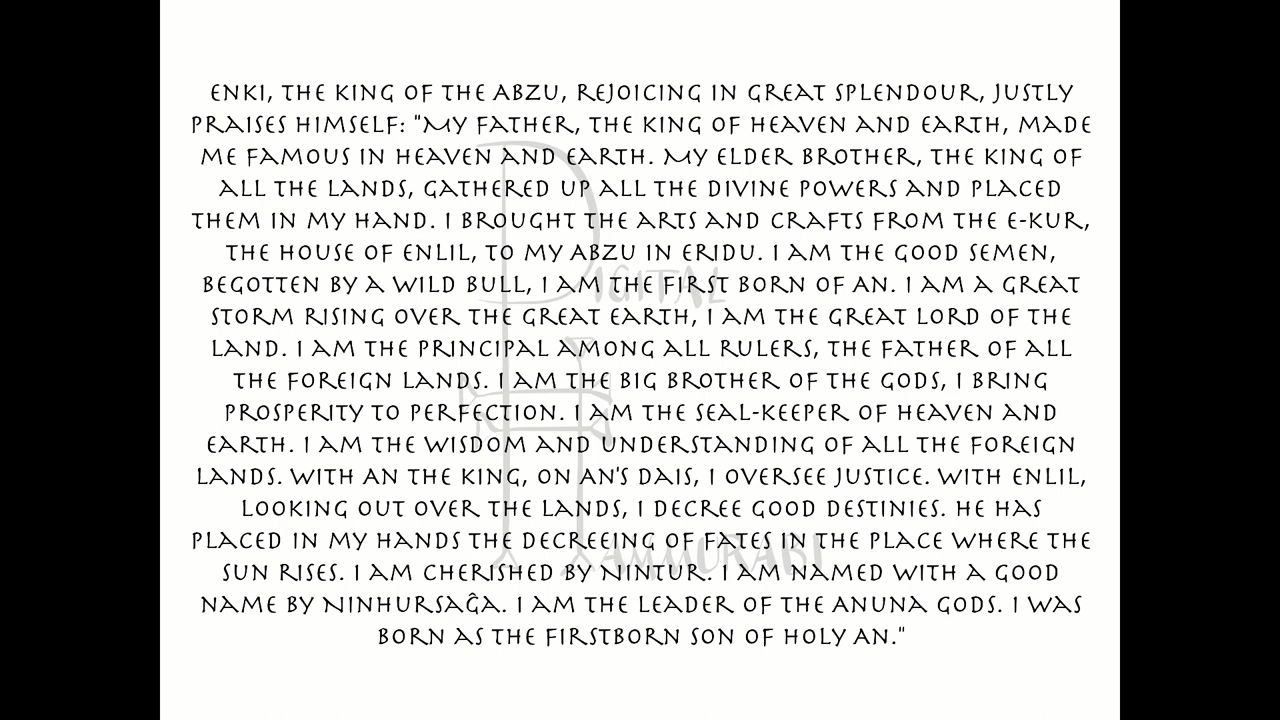 ENKI, THE KING OF THE ABZU, REJOICING IN GREAT SPLENDOUR, JUSTLY
PRAISES HIMSELF: "MY FATHER, THE KING OF HEAVEN AND EARTH, MADE
ME FAMOUS IN HEAVEN AND EARTH. MY ELDER BROTHER, THE KING OF
ALL THE LANDS, GATHERED UP ALL THE DIVINE POWERS AND PLACED
THEM IN MY HAND. I BROUGHT THE ARTS AND CRAFTS FROM THE E-KUR,
THE HOUSE OF ENLIL, TO MY ABZU IN ERIDU. I AM THE GOOD SEMEN,
BEGOTTEN BY A WILD BULL, I AM THE FIRST BORN OF AN. I AM A GREAT
STORM RISING OVER THE GREAT EARTH, I AM THE GREAT LORD OF THE
LAND. I AM THE PRINCIPAL AMONG ALL RULERS, THE FATHER OF ALL
THE FOREIGN LANDS. I AM THE BIG BROTHER OF THE GODS, I BRING
PROSPERITY TO PERFECTION. I AM THE SEAL-KEEPER OF HEAVEN AND
EARTH. I AM THE WISDOM AND UNDERSTANDING OF ALL THE FOREIGN
LANDS. WITH AN THE KING, ON AN'S DAIS, I OVERSEE JUSTICE. WITH ENLIL,
LOOKING OUT OVER THE LANDS, I DECREE GOOD DESTINIES. HE HAS
PLACED IN MY HANDS THE DECREEING OF FATES IN THE PLACE WHERE THE
SUN RISES. I AM CHERISHED BY NINTUR. I AM NAMED WITH A GOOD
NAME BY NINHURSAĜA. I AM THE LEADER OF THE ANUNA GODS. I WAS
BORN AS THE FIRSTBORN SON OF HOLY AN."
DIGITAL
HAMMURABI